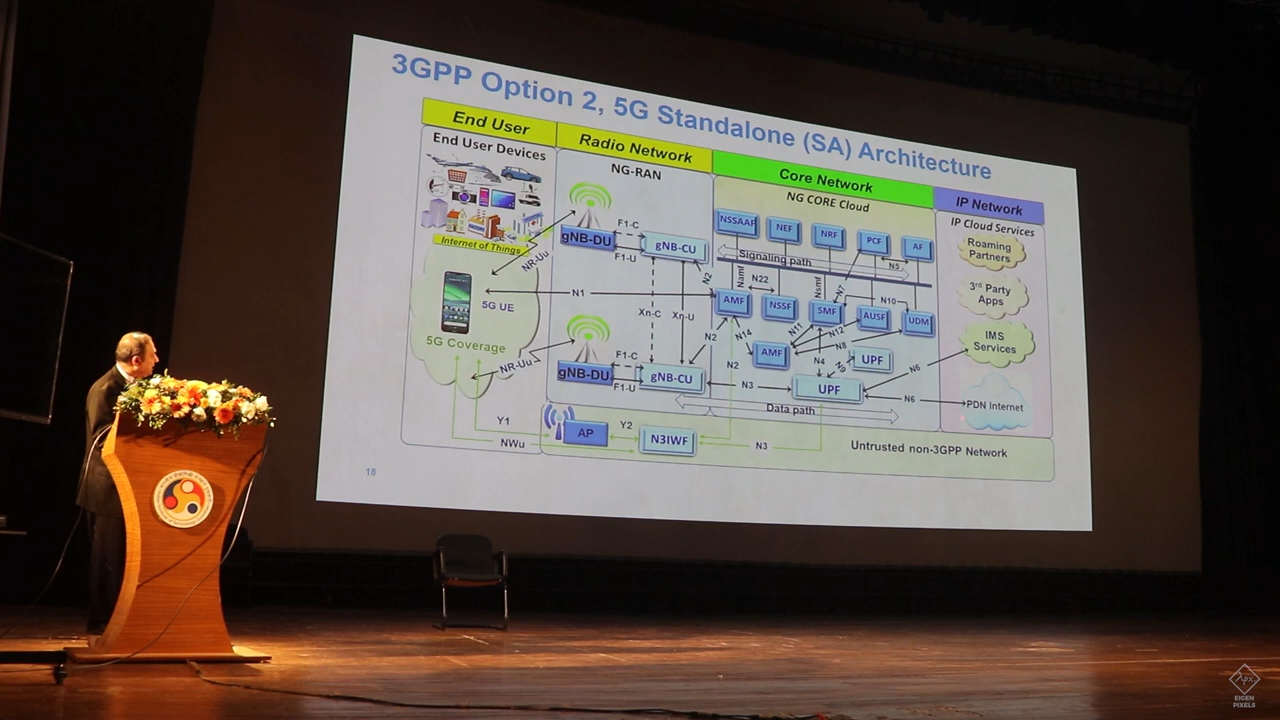 3GPP Option 2, 5G Standalone (SA) Architecture
End User
Radio Network
Core Network
IP Network
End User Devices
NG-RAN
NG CORE Cloud
IP Cloud Services
Internet of Things
NR-Uu
gNB-DU
F1-C
F1-U
gNB-CU
NSSAAF
NEF
NRF
PCF
AF
Signaling path
N5
Roaming
Partners
3rd Party
Apps
5G UE
5G Coverage
N1
N2
Namf
N22
Nsmf
N7
N10
AMF
NSSF
SMF
AUSF
UDM
Xn-C
Xn-U
N2
N14
N11
N12
N8
AMF
N2
N4
N9
UPF
IMS
Services
N6
NR-Uu
gNB-DU
F1-C
F1-U
gNB-CU
N3
UPF
N6
PDN Internet
Data path
Y1
NWu
AP
Y2
N3IWF
N3
Untrusted non-3GPP Network
18
EIGEN
PIXELS